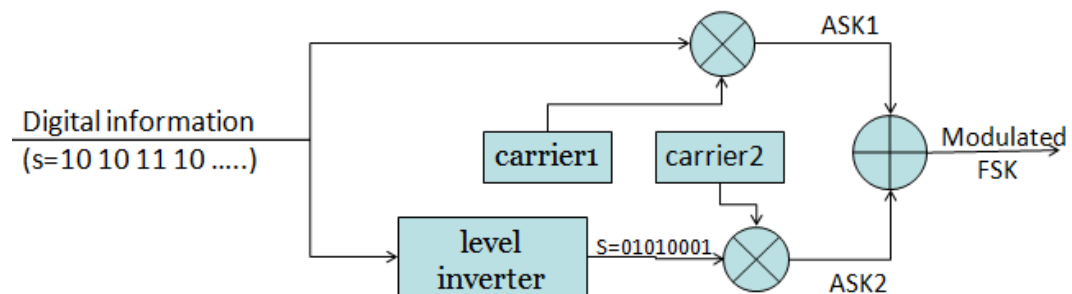 ASK1
Digital information
(s=10 10 11 10 .....)
carrier1
carrier2
Modulated
FSK
level
inverter
S=01010001
ASK2